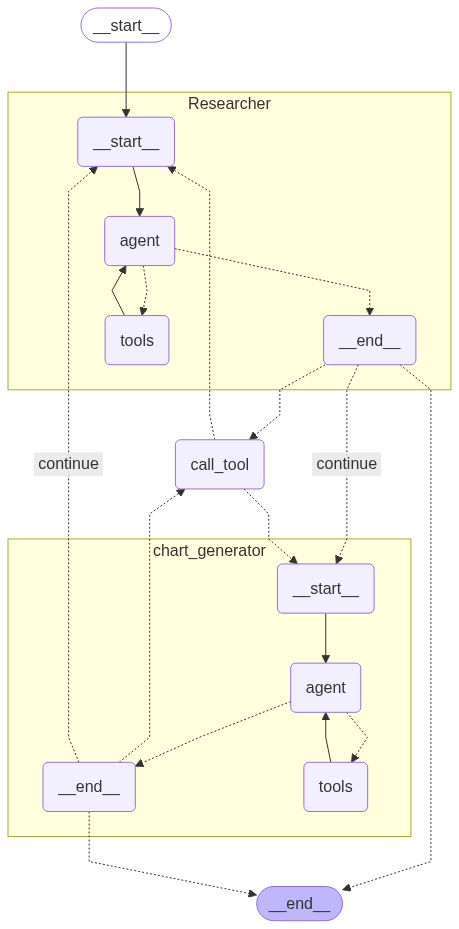 __start__
Researcher
__start__
agent
tools
__end__
continue
call_tool
continue
chart_generator
__start__
agent
__end__
tools
__end__